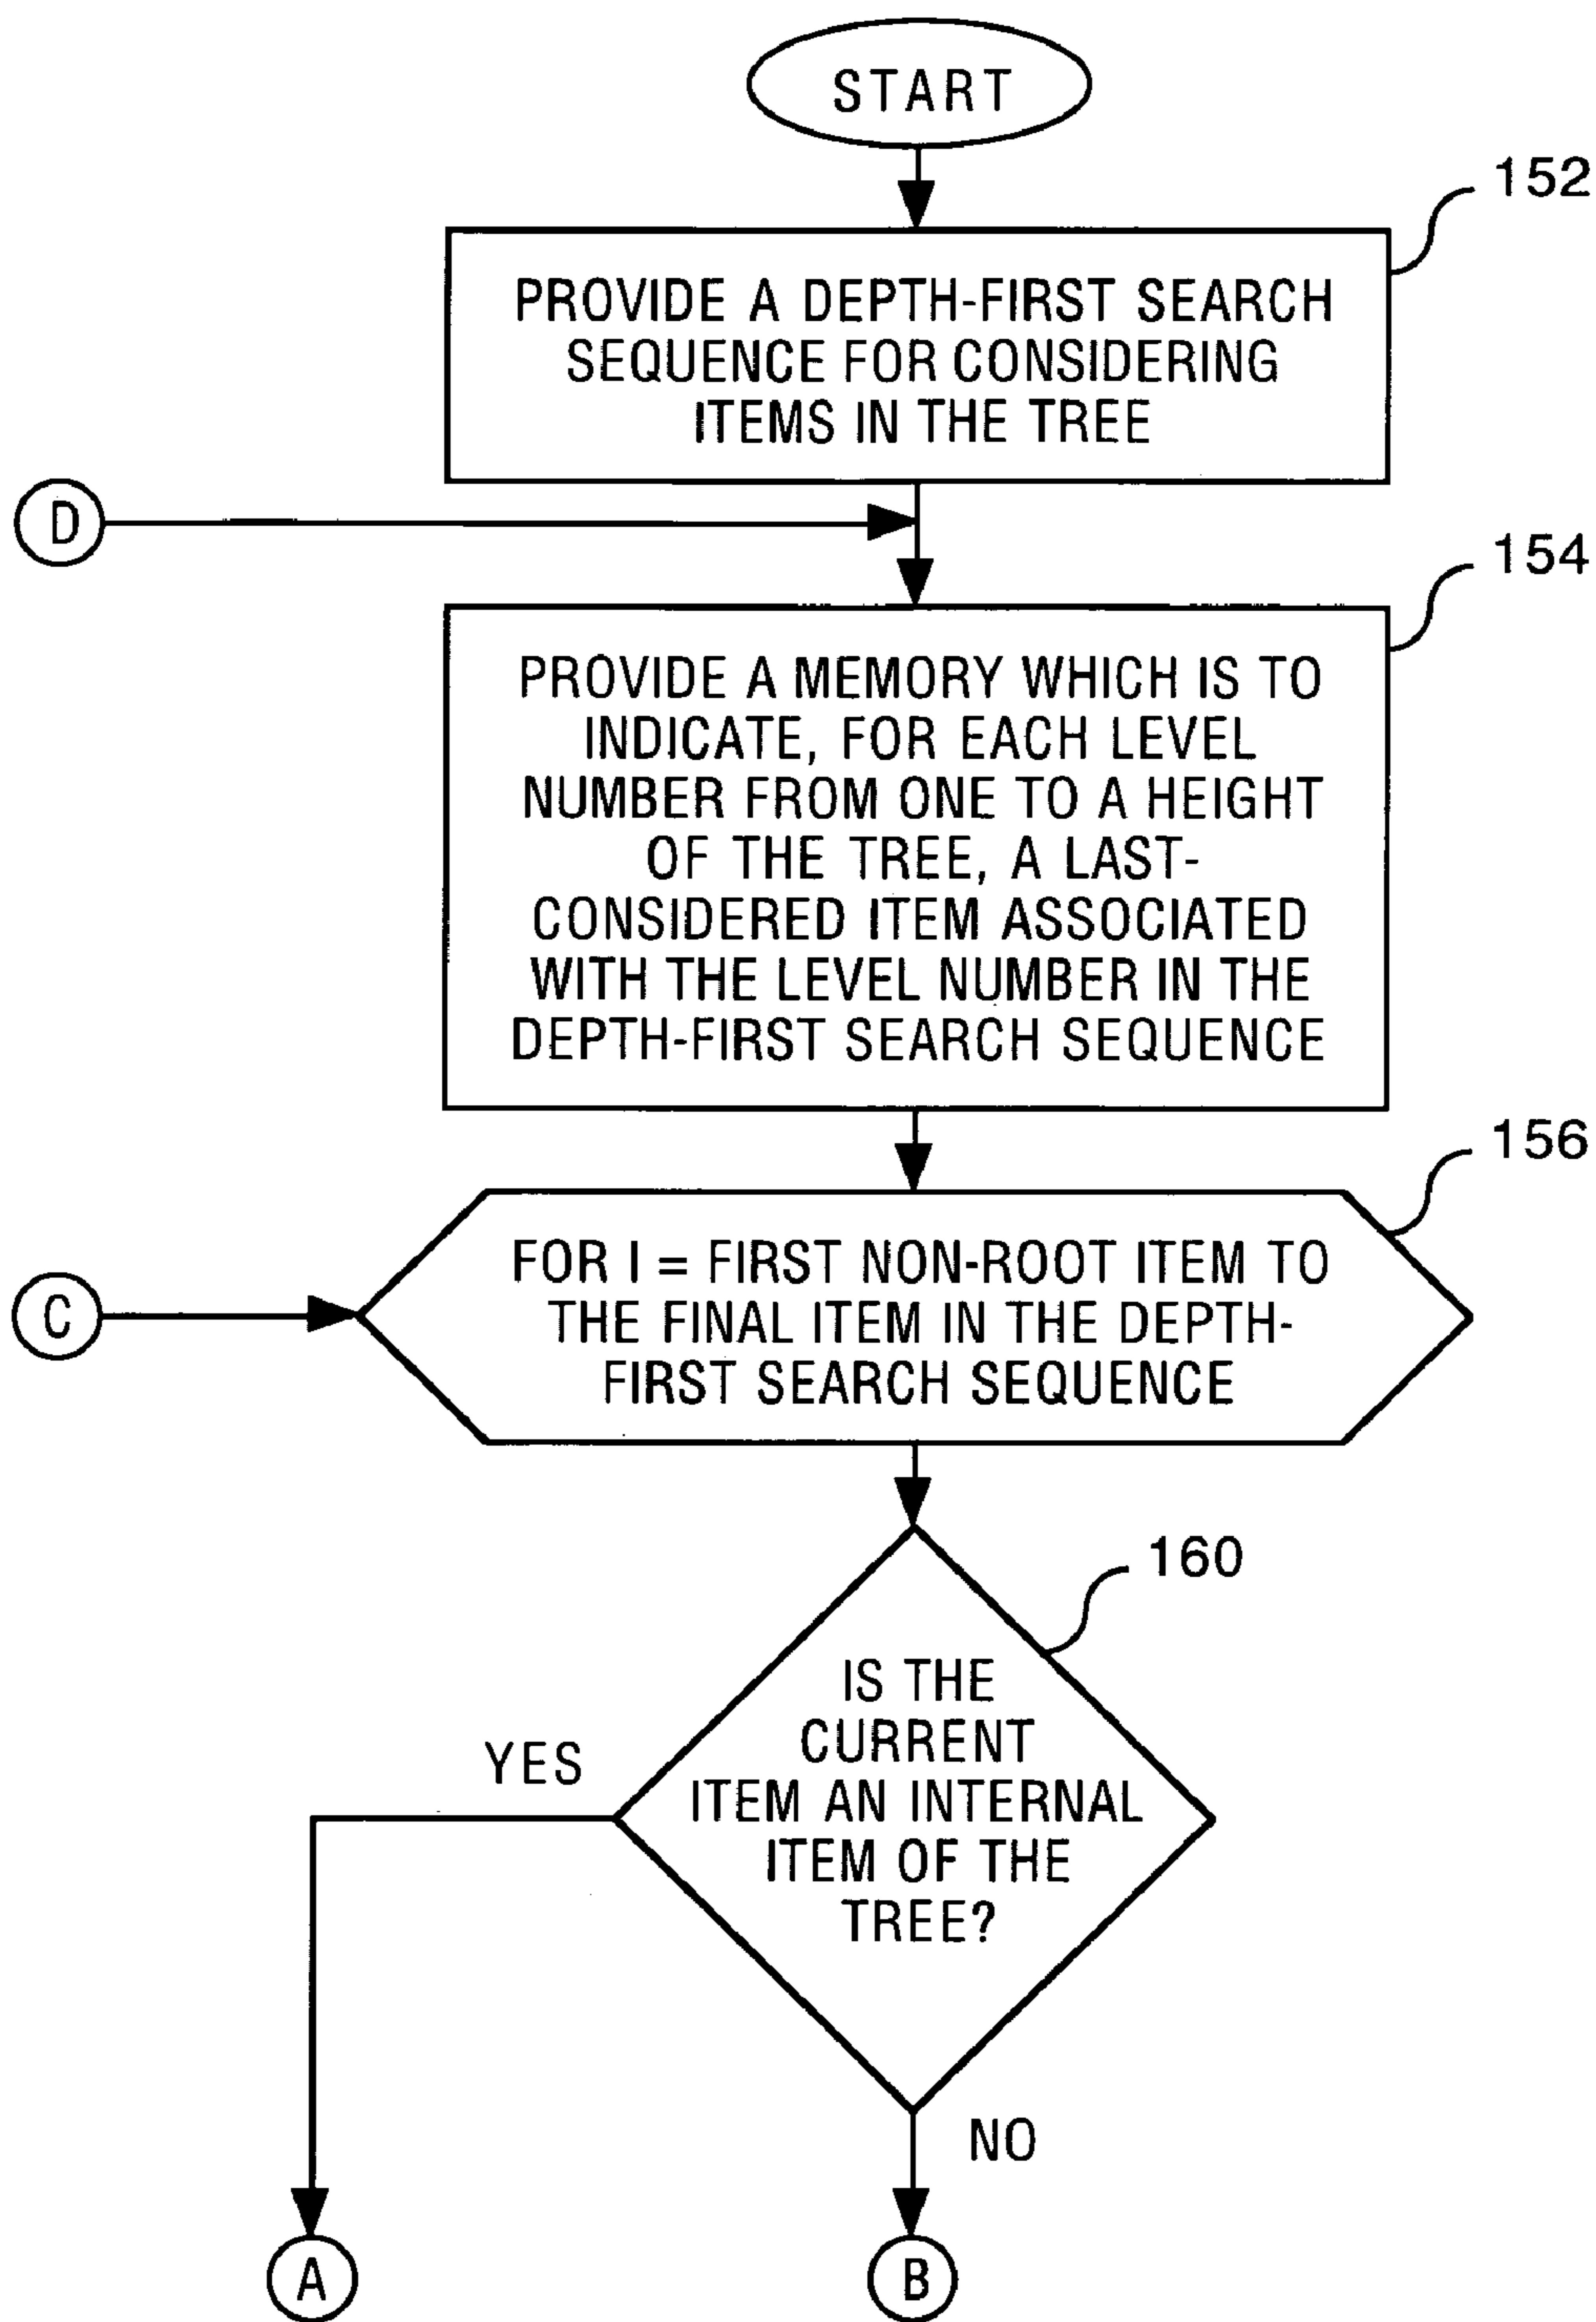 START
152
PROVIDE A DEPTH-FIRST SEARCH
SEQUENCE FOR CONSIDERING
ITEMS IN THE TREE
D
154
PROVIDE A MEMORY WHICH IS TO
INDICATE, FOR EACH LEVEL
NUMBER FROM ONE TO A HEIGHT
OF THE TREE, A LAST-
CONSIDERED ITEM ASSOCIATED
WITH THE LEVEL NUMBER IN THE
DEPTH-FIRST SEARCH SEQUENCE
156
FOR I = FIRST NON-ROOT ITEM TO
THE FINAL ITEM IN THE DEPTH-
FIRST SEARCH SEQUENCE
C
160
IS THE
CURRENT
ITEM AN INTERNAL
ITEM OF THE
TREE?
YES
NO
A
B